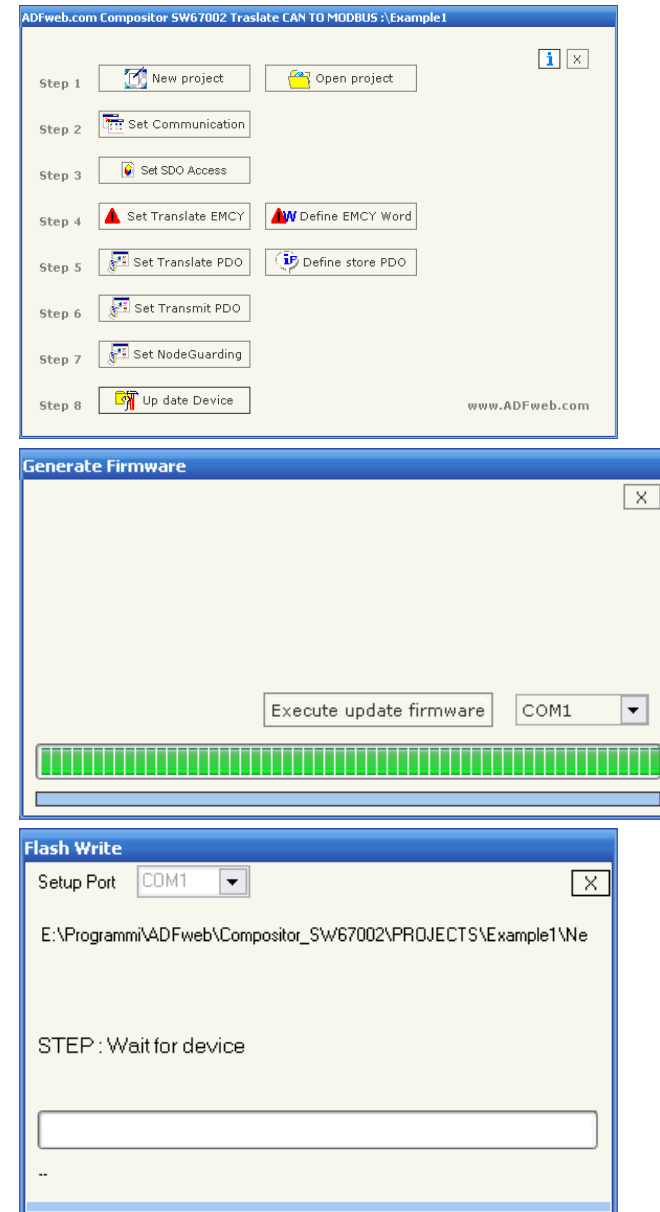 ADFweb.com Compositor SW67002 Traslate CAN TO MODBUS :\Example1
i X
Step 1 New project Open project
Step 2 Set Communication
Step 3 Set SDO Access
Step 4 Set Translate EMCY W Define EMCY Word
Step 5 Set Translate PDO iP Define store PDO
Step 6 Set Transmit PDO
Step 7 Set NodeGuarding
Step 8 Up date Device www.ADFweb.com
Generate Firmware
X
Execute update firmware COM1
Flash Write
Setup Port COM1 X
E:\Programmi\ADFweb\Compositor_SW67002\PROJECTS\Example1\Ne
STEP : Wait for device
--